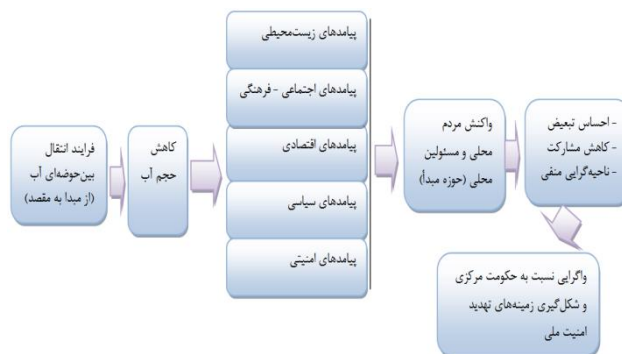 فرایند انتقال
بین‌حوضه‌ای آب
(از مبدا به مقصد)
کاهش
حجم آب
پیامدهای زیست‌محیطی
پیامدهای اجتماعی - فرهنگی
پیامدهای اقتصادی
پیامدهای سیاسی
پیامدهای امنیتی
واکنش مردم
محلی و مسئولین
محلی (حوزه مبدأ)
- احساس تبعیض
- کاهش مشارکت
- ناحیه‌گرایی منفی
واگرایی نسبت به حکومت مرکزی
و شکل‌گیری زمینه‌های تهدید
امنیت ملی